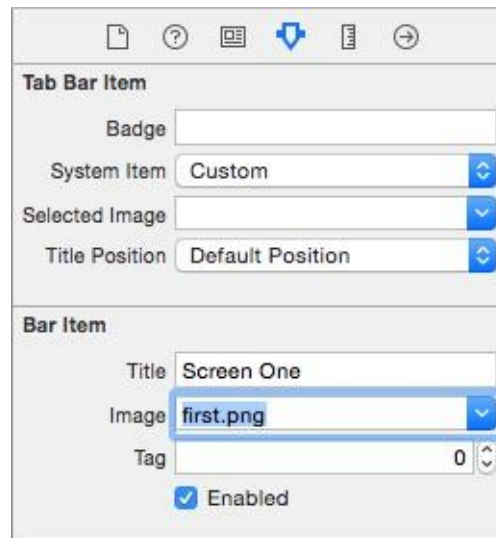 Tab Bar Item
Badge
System Item Custom
Selected Image
Title Position Default Position
Bar Item
Title Screen One
Image first.png
Tag 0
Enabled